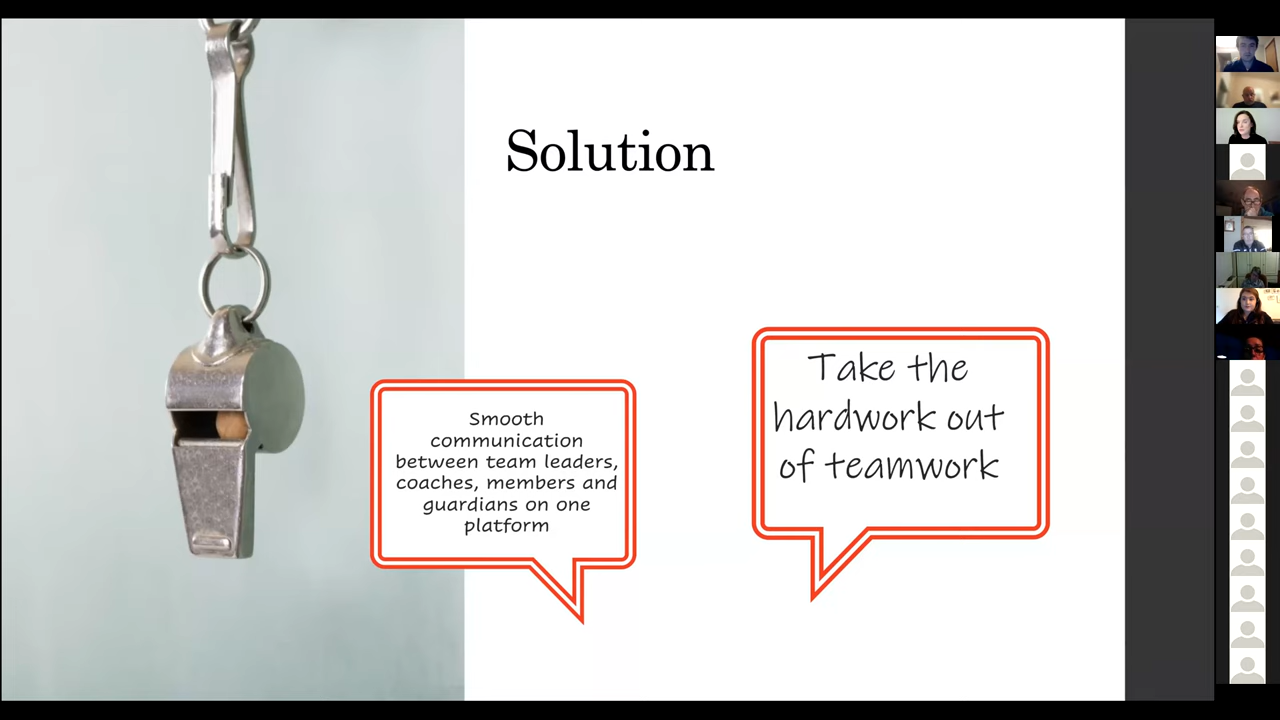 Solution
Smooth
communication
between team leaders,
coaches, members and
guardians on one
platform
Take the
hardwork out
of teamwork